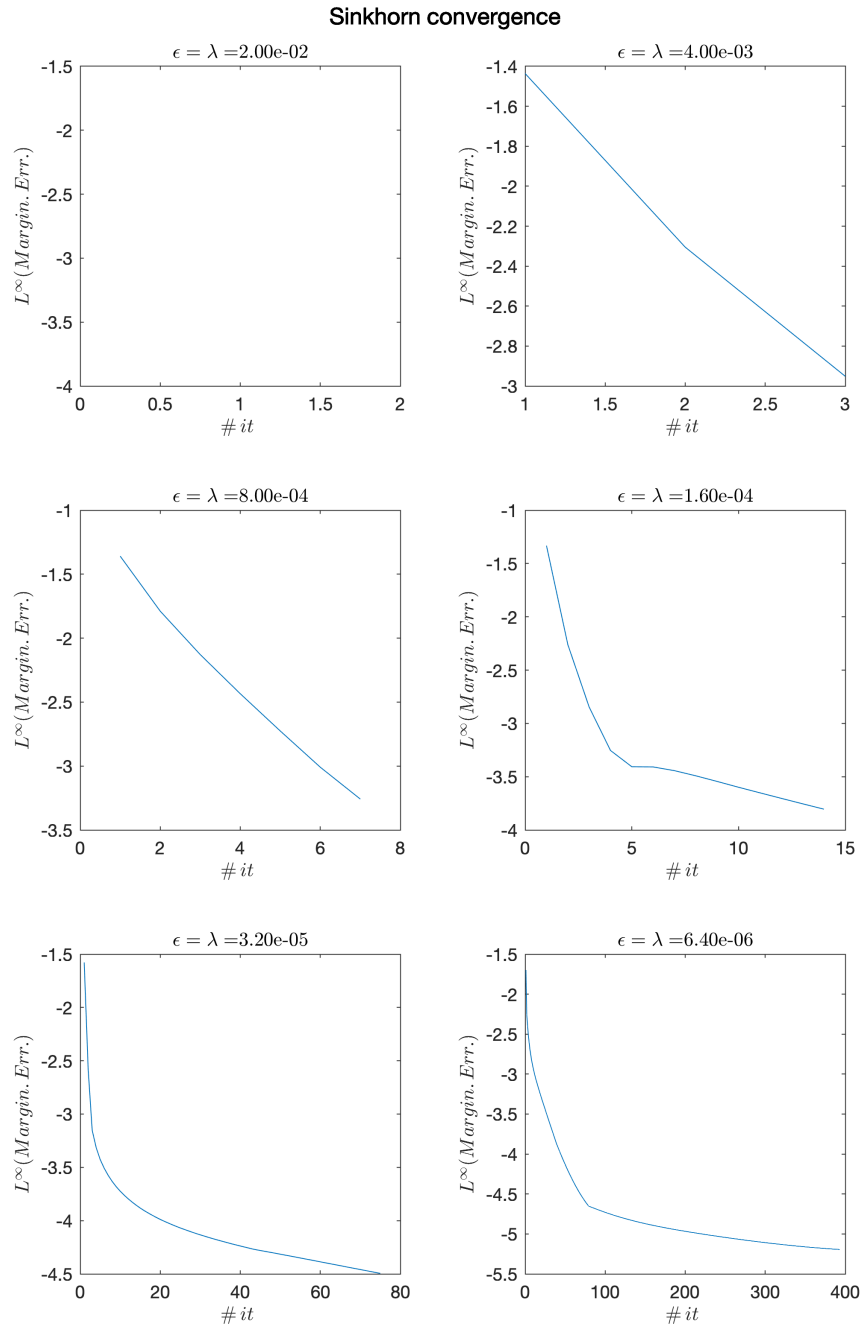 Sinkhorn convergence
ϵ = λ =2.00e-02
-1.5
-2
-2.5
-3
-3.5
-4
L^∞(Margin. Err.)
0 0.5 1 1.5 2
# it
ϵ = λ =4.00e-03
-1.4
-1.6
-1.8
-2
-2.2
-2.4
-2.6
-2.8
-3
L^∞(Margin. Err.)
1 1.5 2 2.5 3
# it
ϵ = λ =8.00e-04
-1
-1.5
-2
-2.5
-3
-3.5
L^∞(Margin. Err.)
0 2 4 6 8
# it
ϵ = λ =1.60e-04
-1
-1.5
-2
-2.5
-3
-3.5
-4
L^∞(Margin. Err.)
0 5 10 15
# it
ϵ = λ =3.20e-05
-1.5
-2
-2.5
-3
-3.5
-4
-4.5
L^∞(Margin. Err.)
0 20 40 60 80
# it
ϵ = λ =6.40e-06
-1.5
-2
-2.5
-3
-3.5
-4
-4.5
-5
-5.5
L^∞(Margin. Err.)
0 100 200 300 400
# it